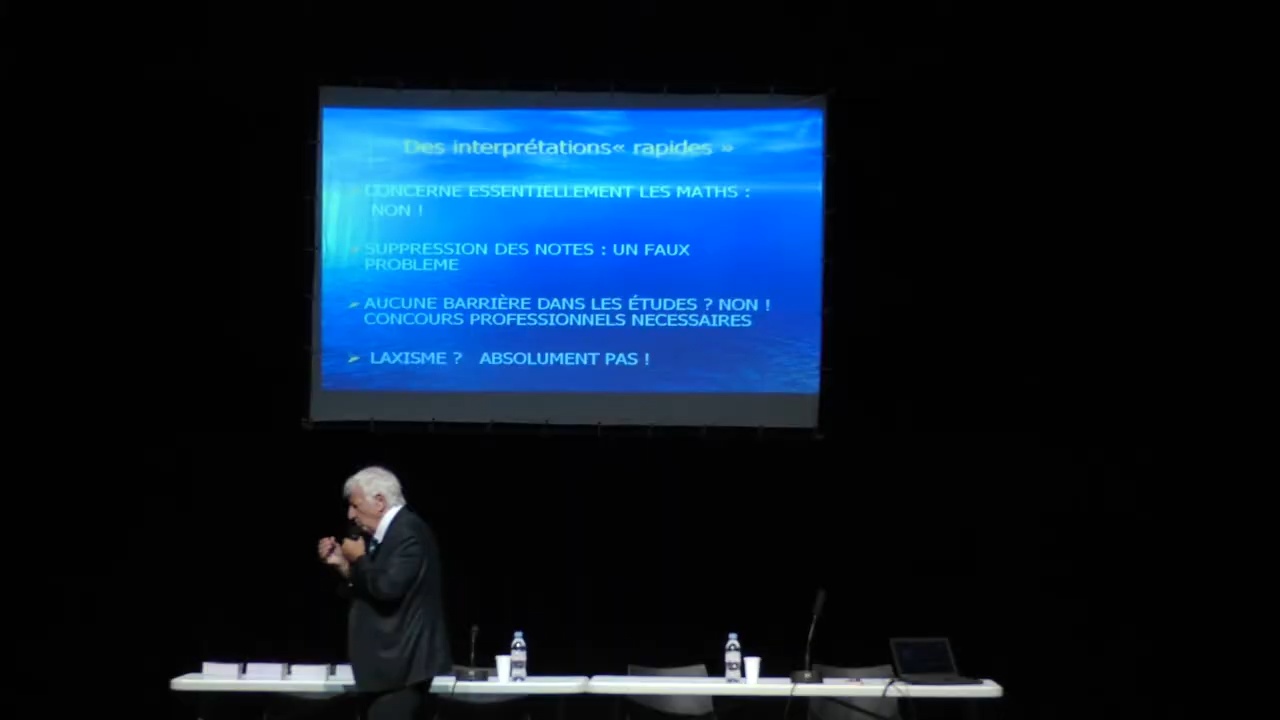 Des interprétations« rapides »
CONCERNE ESSENTIELLEMENT LES MATHS :
NON !
SUPPRESSION DES NOTES : UN FAUX
PROBLEME
AUCUNE BARRIÈRE DANS LES ÉTUDES ? NON !
CONCOURS PROFESSIONNELS NECESSAIRES
LAXISME ? ABSOLUMENT PAS !